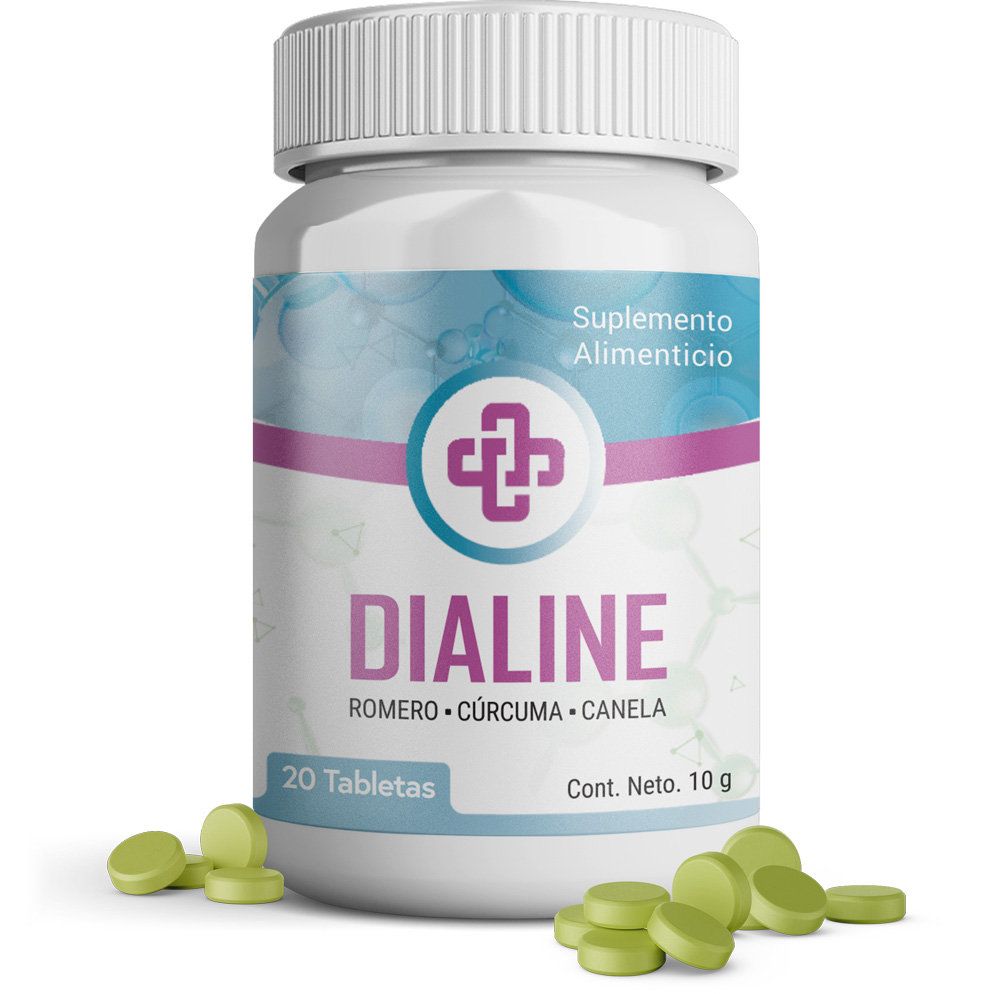 Suplemento
Alimenticio
DIALINE
ROMERO ▪ CÚRCUMA ▪ CANELA
20 Tabletas
Cont. Neto. 10 g